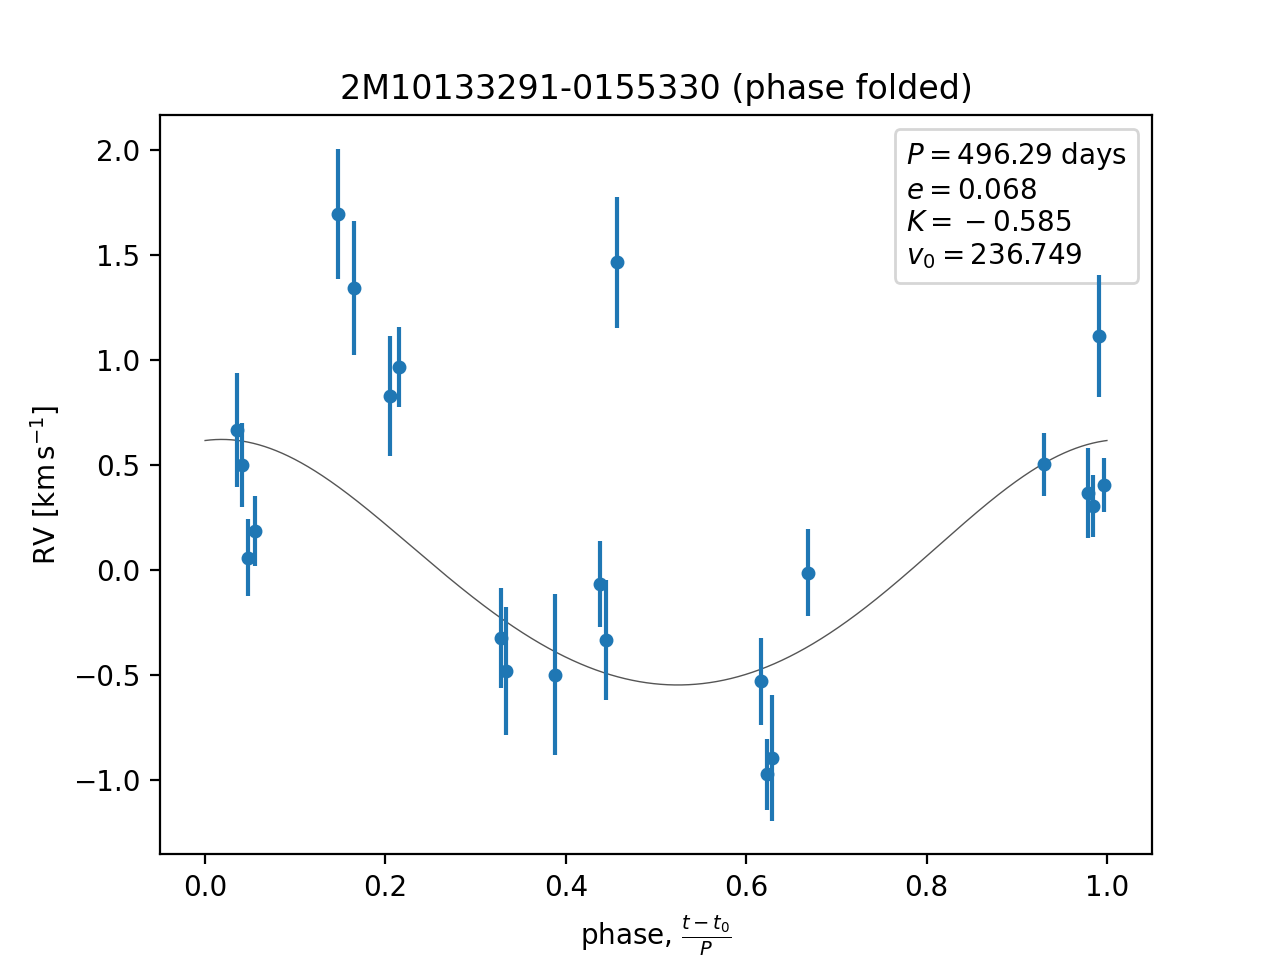 2M10133291-0155330 (phase folded)
P = 496.29 days
e = 0.068
K = −0.585
v₀ = 236.749
RV [km s⁻¹]
2.0
1.5
1.0
0.5
0.0
−0.5
−1.0
0.0 0.2 0.4 0.6 0.8 1.0
phase, (t − t₀)/P